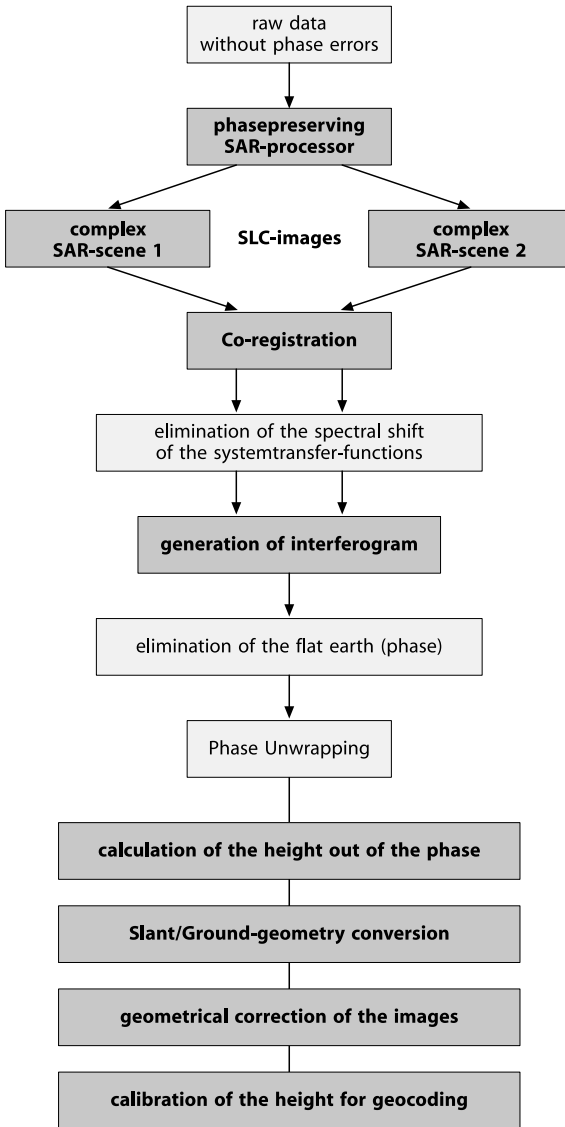 raw data
without phase errors
phasepreserving
SAR-processor
complex
SAR-scene 1
SLC-images
complex
SAR-scene 2
Co-registration
elimination of the spectral shift
of the systemtransfer-functions
generation of interferogram
elimination of the flat earth (phase)
Phase Unwrapping
calculation of the height out of the phase
Slant/Ground-geometry conversion
geometrical correction of the images
calibration of the height for geocoding